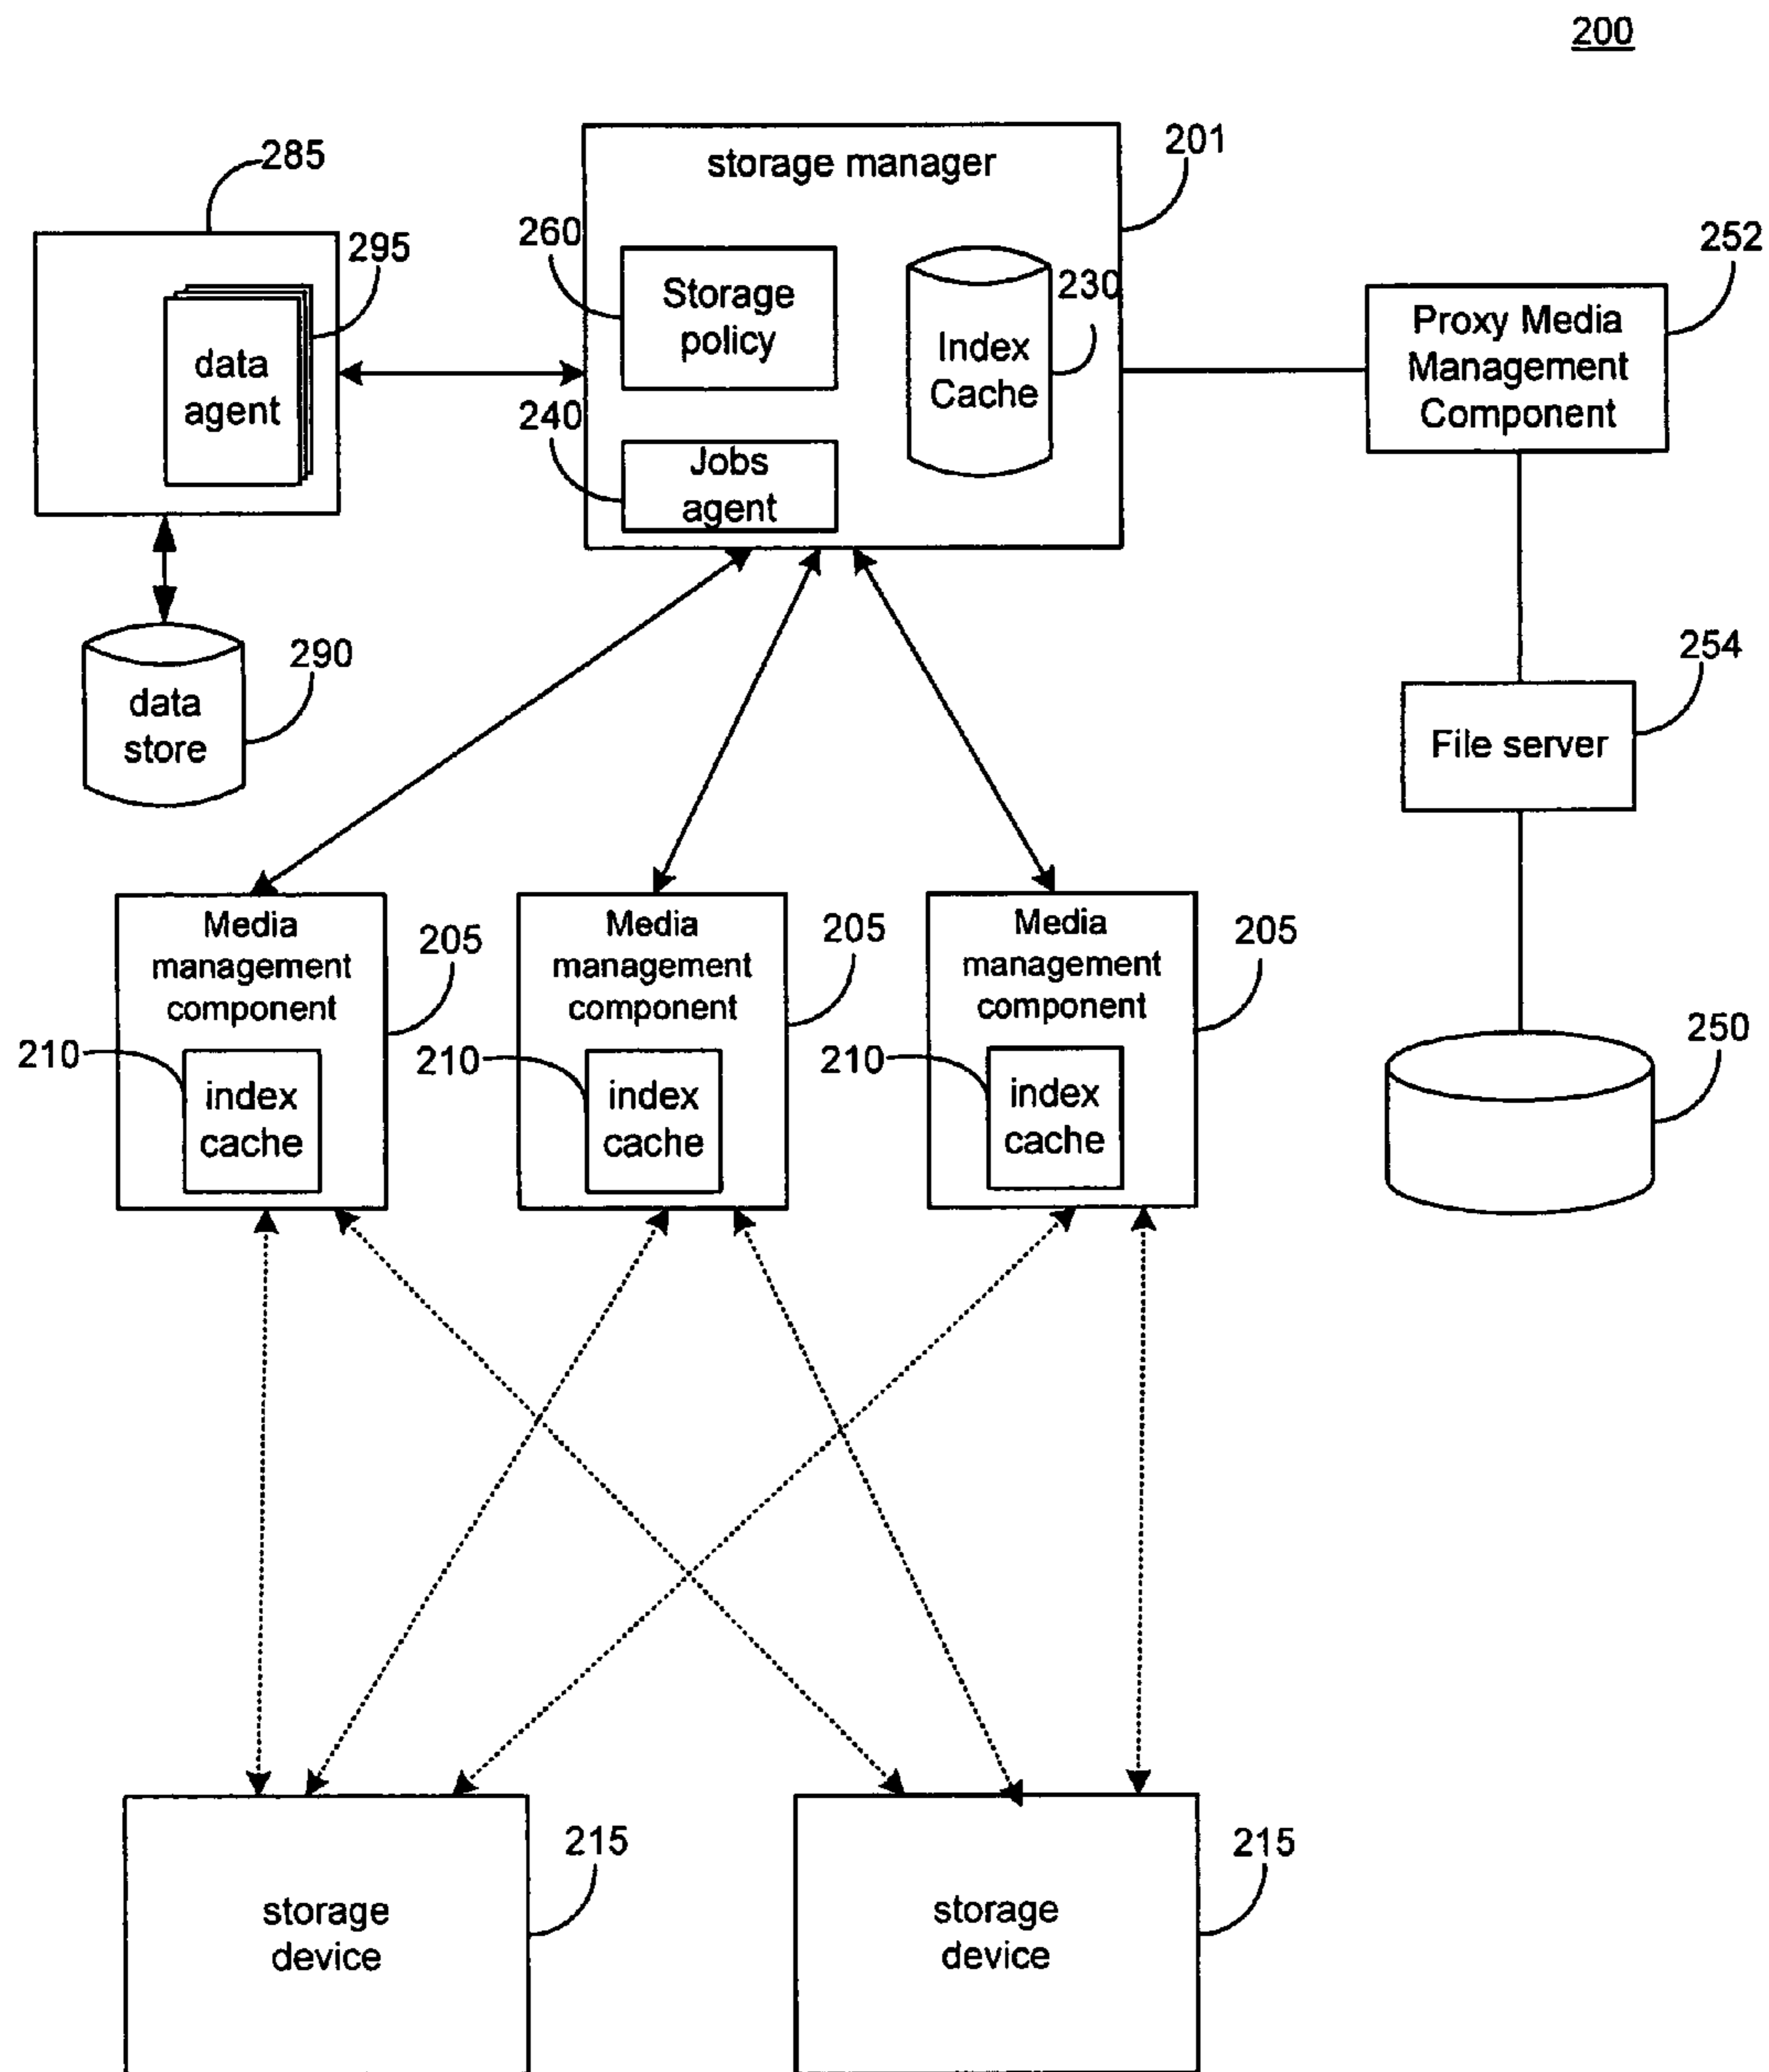 200
285
storage manager
201
260
295
252
Storage
policy
230
Index
Cache
Proxy Media
Management
Component
data
agent
240
Jobs
agent
290
data
store
254
File server
Media
management
component
205
Media
management
component
205
Media
management
component
205
250
210
index
cache
210
index
cache
210
index
cache
storage
device
215
storage
device
215